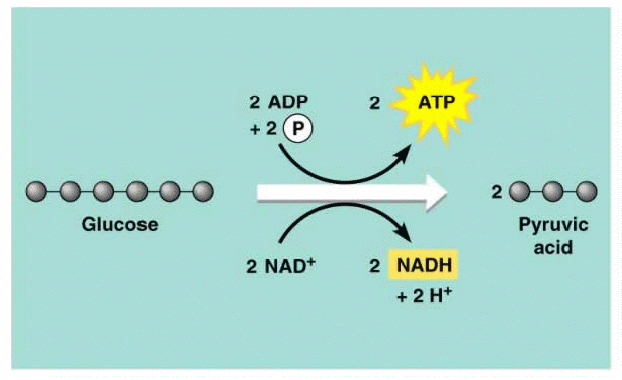 2 ADP
+ 2 P
2 ATP
Glucose
2
Pyruvic
acid
2 NAD⁺
2 NADH
+ 2 H⁺